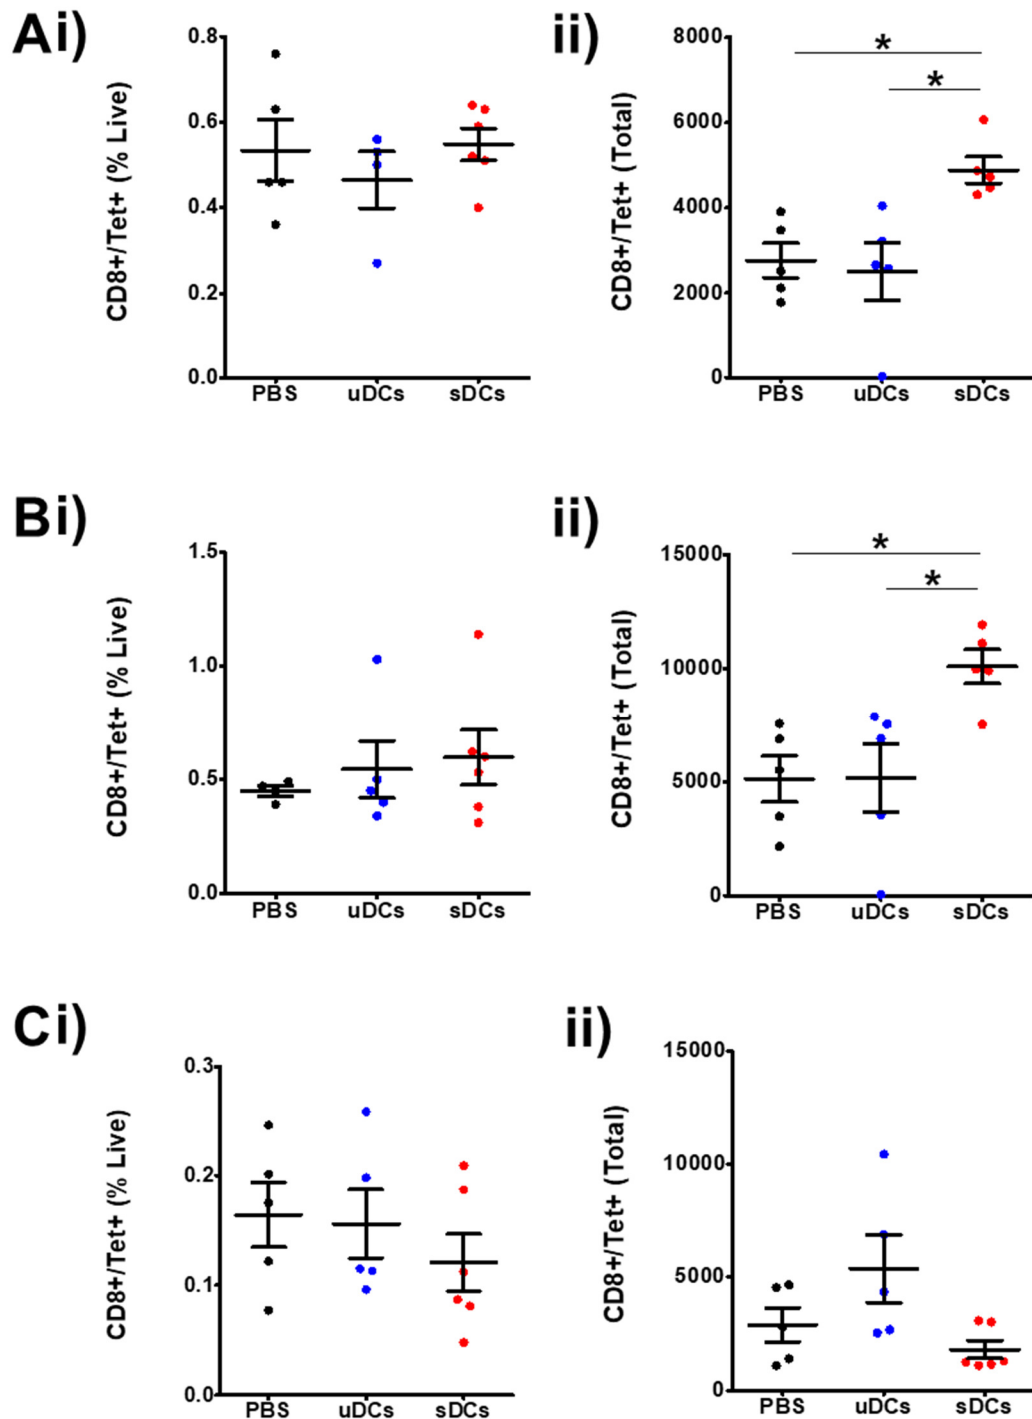 Ai)
CD8+/Tet+ (% Live)
0.8
0.6
0.4
0.2
0.0
PBS uDCs sDCs
ii)
CD8+/Tet+ (Total)
8000
6000
4000
2000
0
* *
PBS uDCs sDCs
Bi)
CD8+/Tet+ (% Live)
1.5
1.0
0.5
0.0
PBS uDCs sDCs
ii)
CD8+/Tet+ (Total)
15000
10000
5000
0
* *
PBS uDCs sDCs
Ci)
CD8+/Tet+ (% Live)
0.3
0.2
0.1
0.0
PBS uDCs sDCs
ii)
CD8+/Tet+ (Total)
15000
10000
5000
0
PBS uDCs sDCs